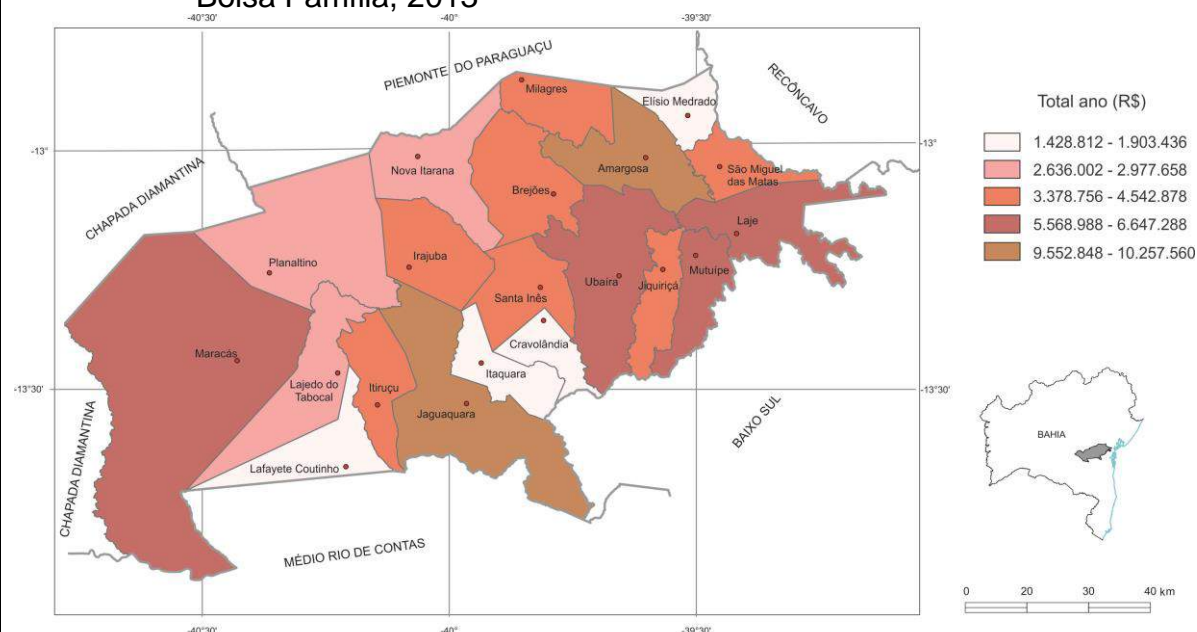 Bolsa Família, 2015
-40°30'
-40°
-39°30'
PIEMONTE DO PARAGUAÇU
RECÔNCAVO
Milagres
Elísio Medrado
-13°
-13°
CHAPADA DIAMANTINA
Nova Itarana
Amargosa
São Miguel
das Matas
Brejões
Laje
Planaltino
Irajuba
Ubaíra
Jiquiriçá
Mutuípe
Santa Inês
Cravolândia
Maracás
Itaquara
Lajedo do
Tabocal
Itiruçu
Jaguaquara
-13°30'
-13°30'
Lafayete Coutinho
CHAPADA DIAMANTINA
BAIXO SUL
MÉDIO RIO DE CONTAS
-40°30'
-40°
-39°30'
Total ano (R$)
1.428.812 - 1.903.436
2.636.002 - 2.977.658
3.378.756 - 4.542.878
5.568.988 - 6.647.288
9.552.848 - 10.257.560
BAHIA
0 20 40 km
0 20 30 40 km